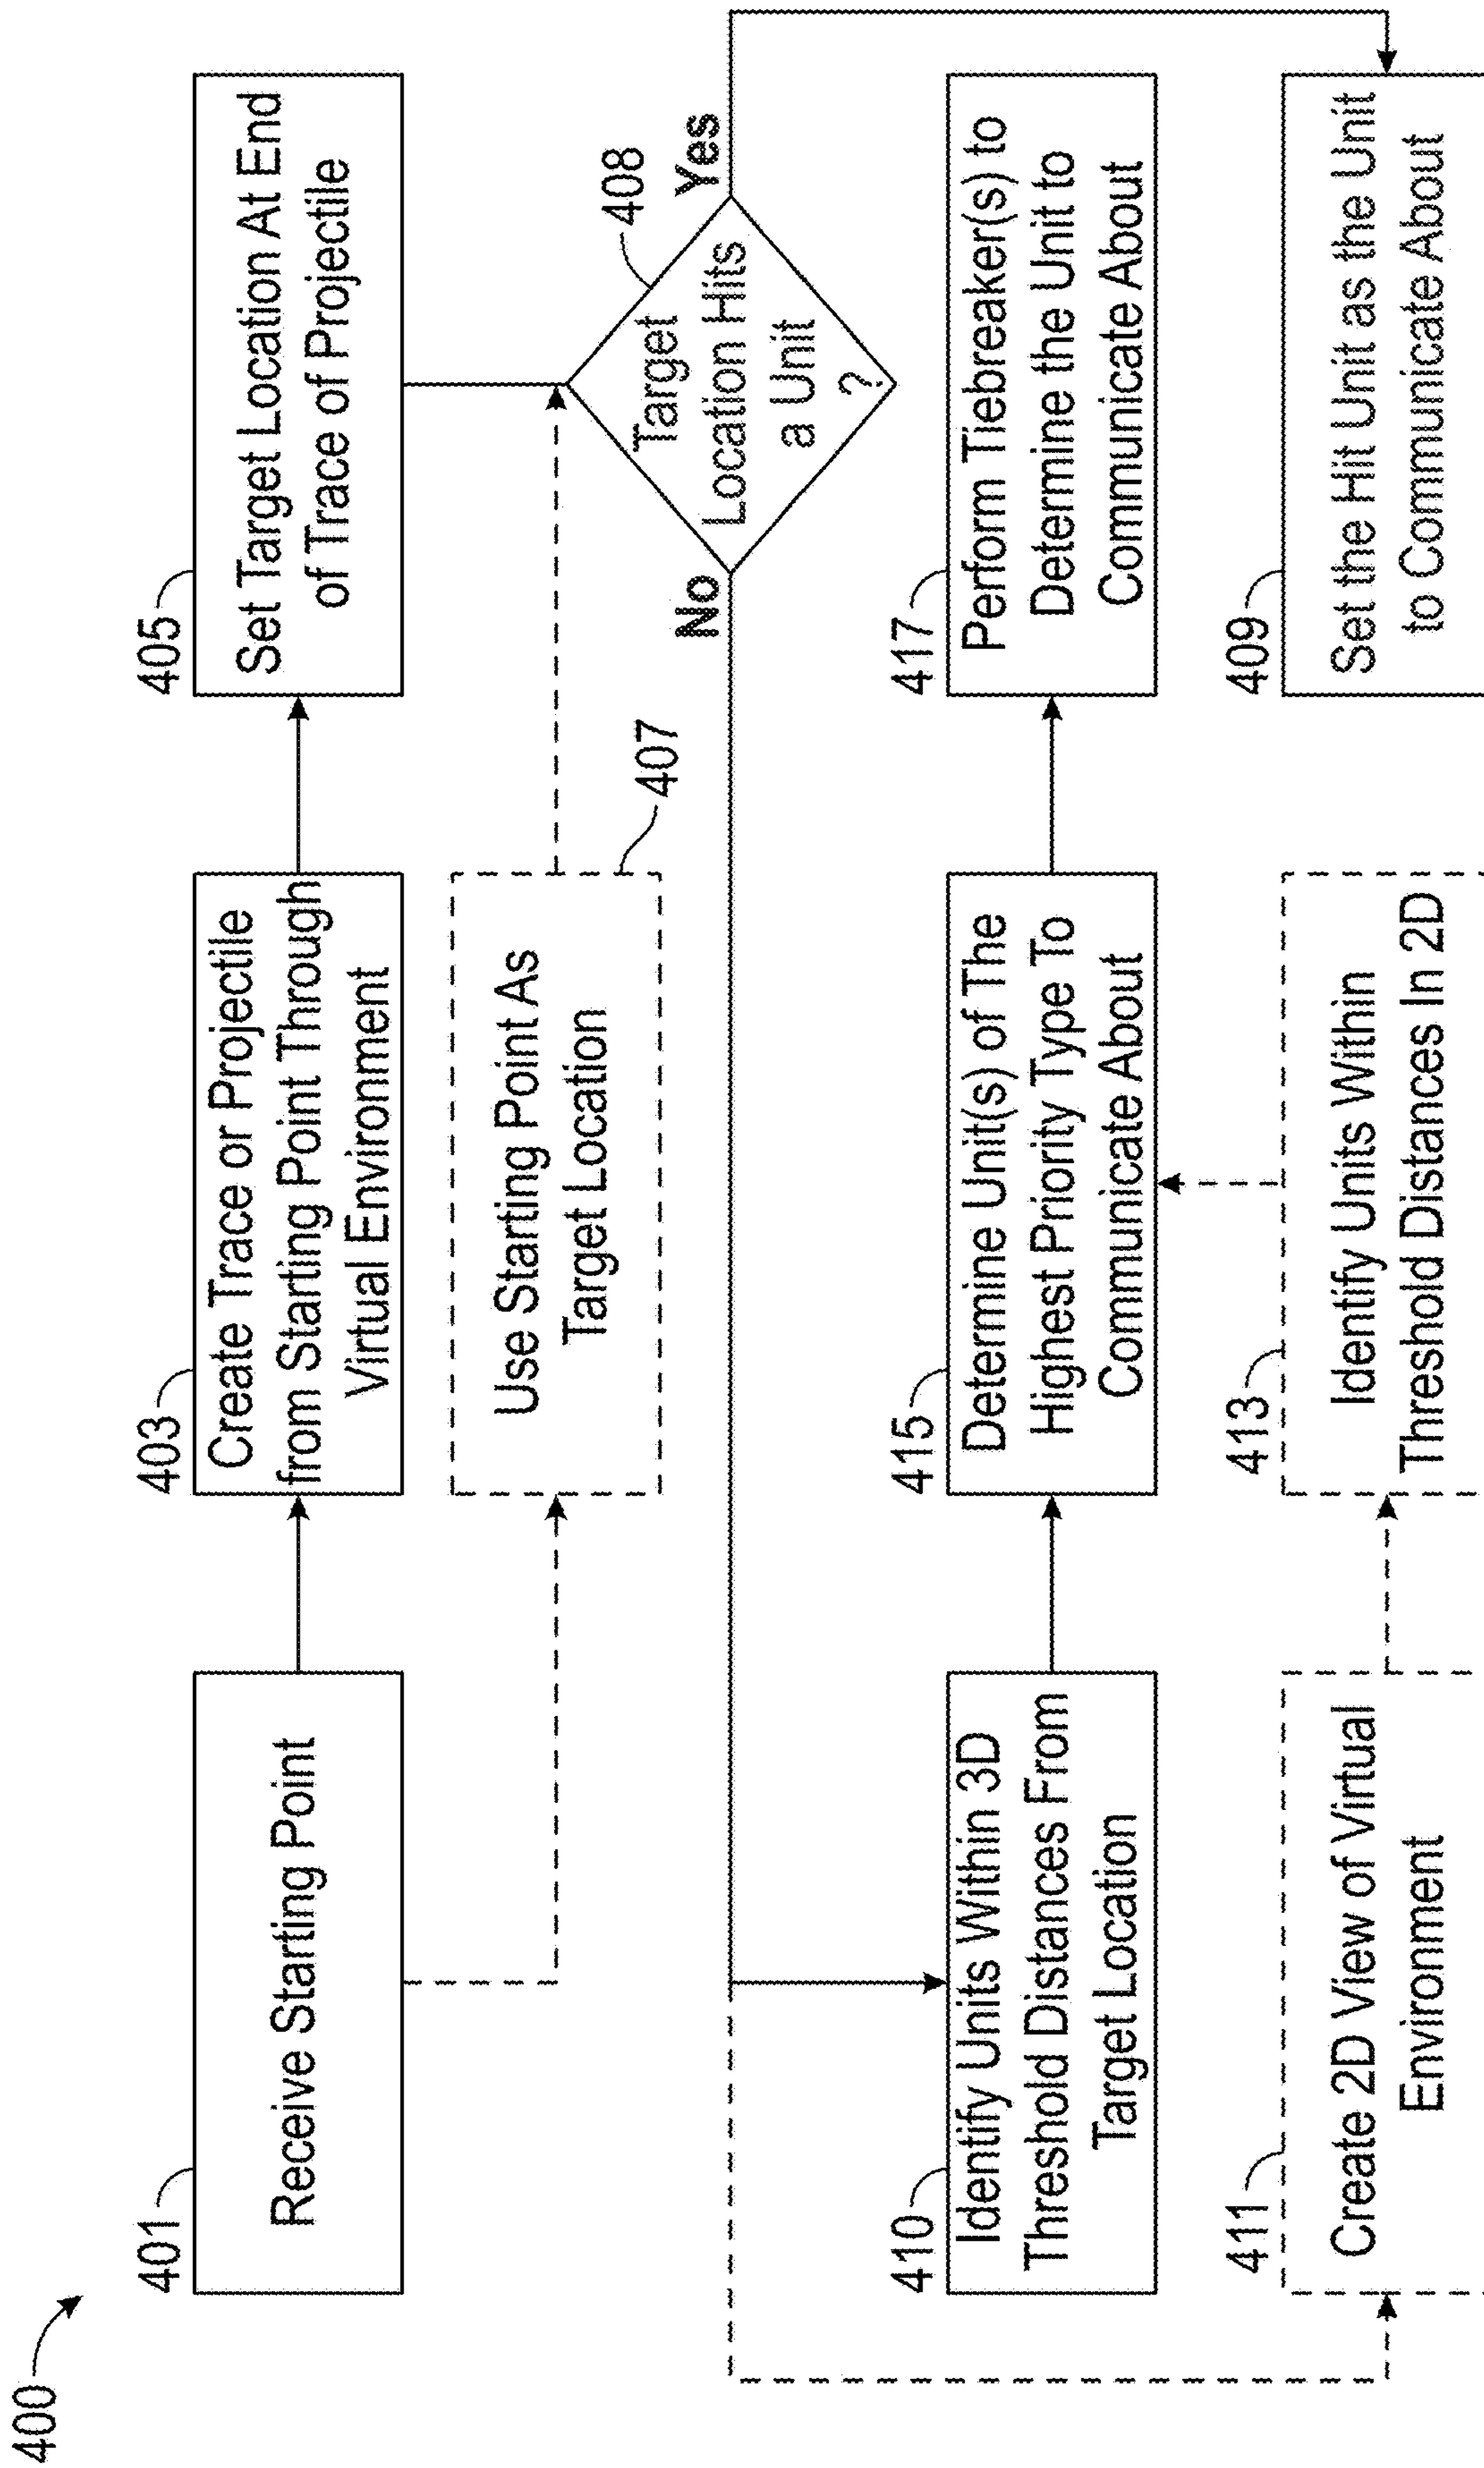 400
401
Receive Starting Point
403
Create Trace or Projectile
from Starting Point Through
Virtual Environment
405
Set Target Location At End
of Trace of Projectile
Use Starting Point As
Target Location
407
408
Target
Location Hits
a Unit
?
No
Yes
410
Identify Units Within 3D
Threshold Distances From
Target Location
415
Determine Unit(s) of The
Highest Priority Type To
Communicate About
417
Perform Tiebreaker(s) to
Determine the Unit to
Communicate About
411
Create 2D View of Virtual
Environment
413
Identify Units Within
Threshold Distances In 2D
409
Set the Hit Unit as the Unit
to Communicate About